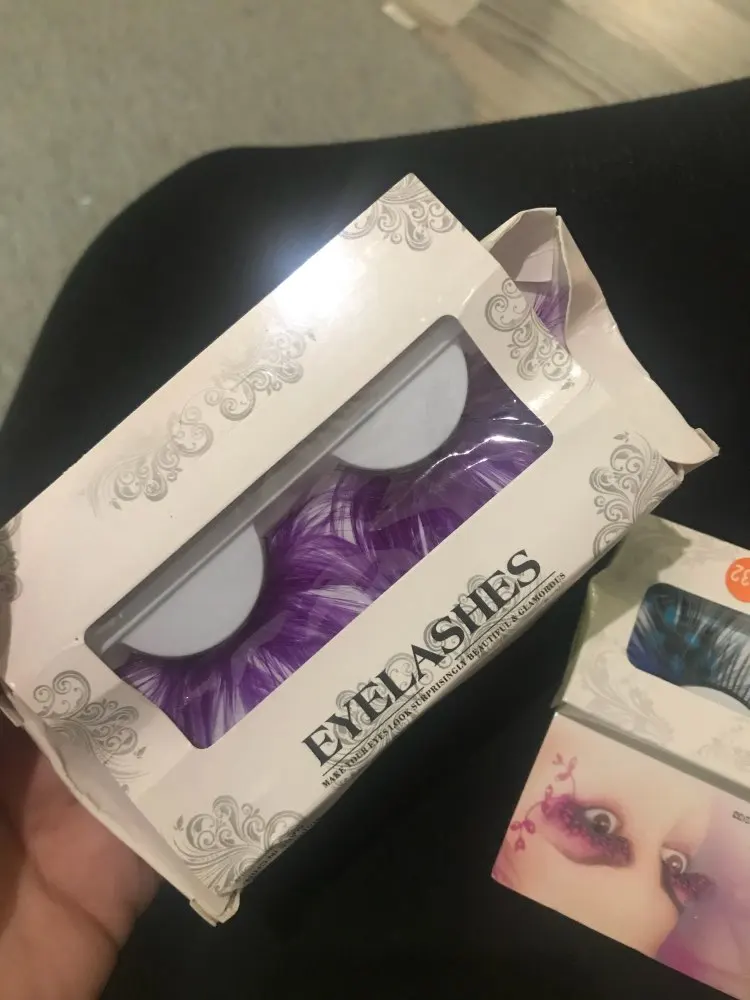 EYELASHES
MAKE YOUR EYES LOOK SURPRISINGLY BEAUTIFUL & GLAMOROUS
32